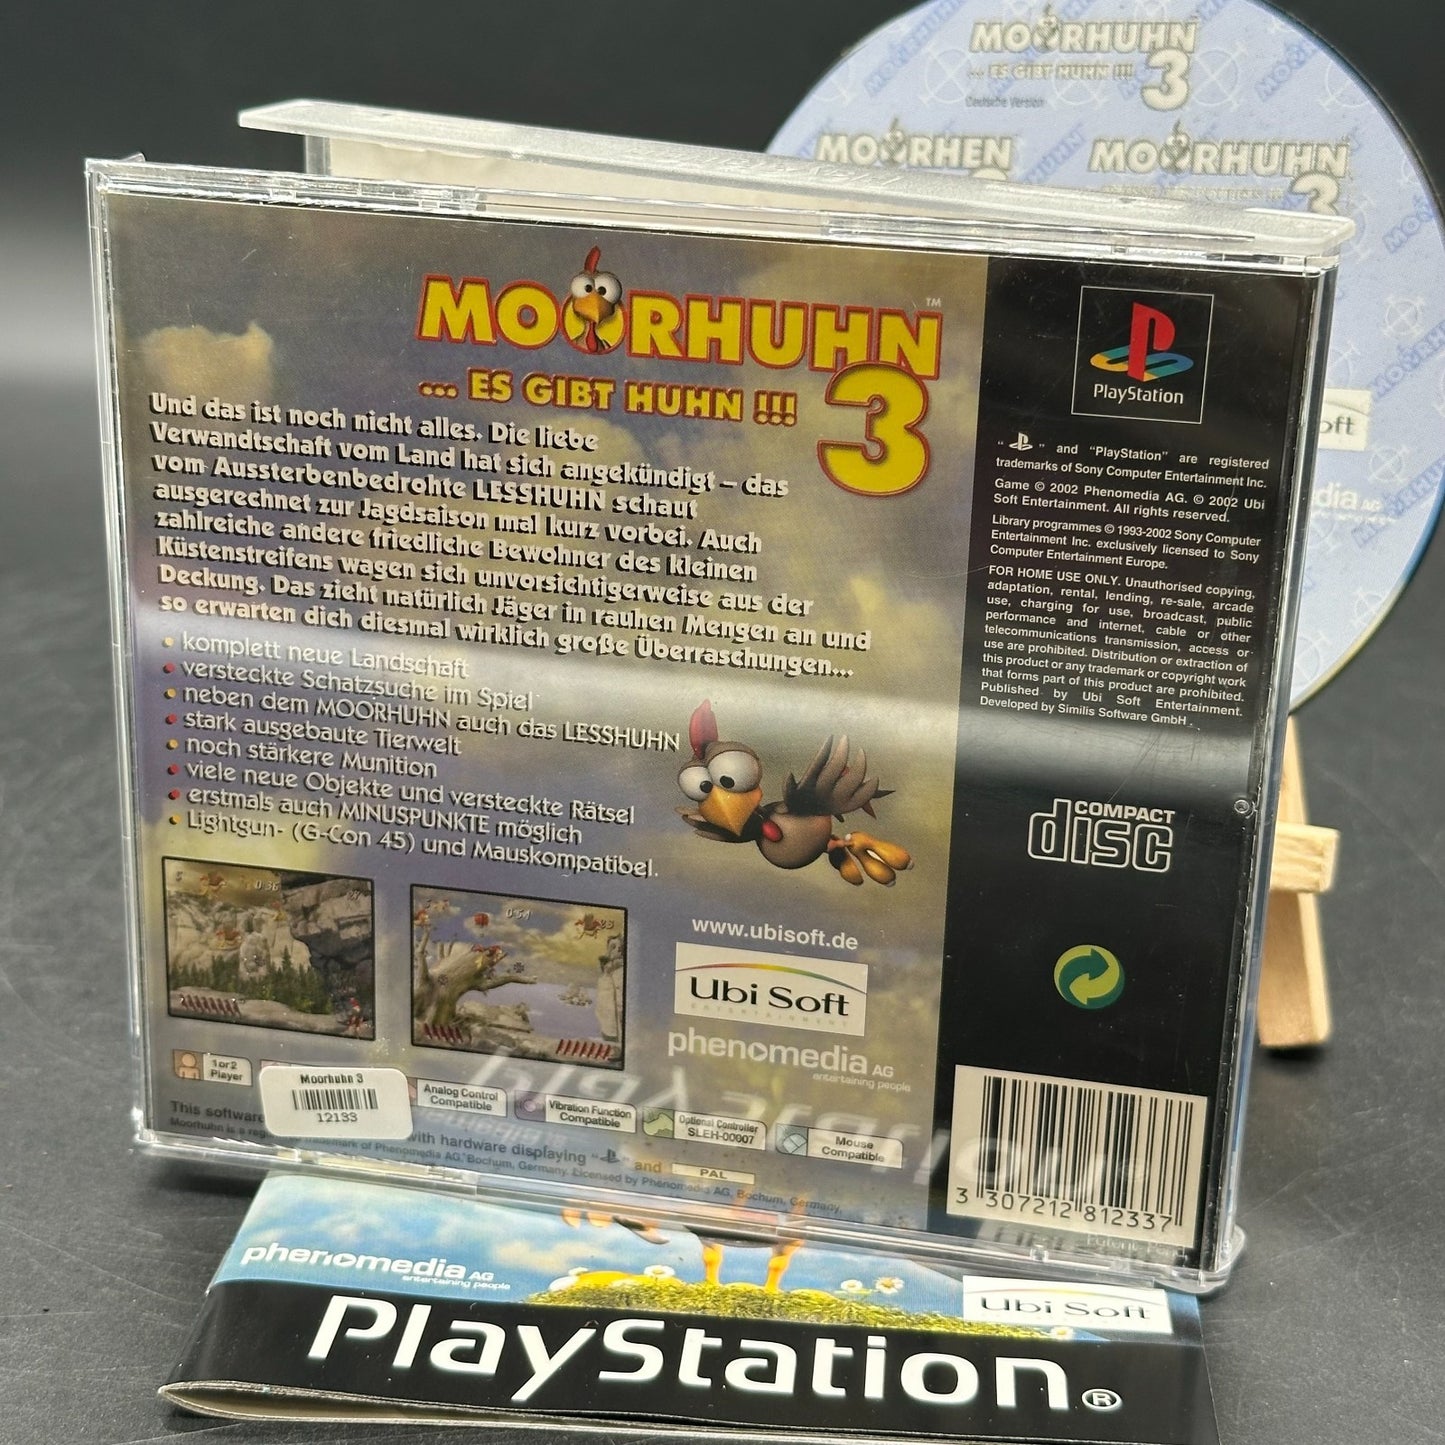 MOORHUHN
... ES GIBT HUHN !!! 3
Deutsche Version
MOORHEN
MOORHUHN
3
MOORHUHN™
... ES GIBT HUHN !!! 3
Und das ist noch nicht alles. Die liebe
Verwandtschaft vom Land hat sich angekündigt – das
vom Aussterbenbedrohte LESSHUHN schaut
ausgerechnet zur Jagdsaison mal kurz vorbei. Auch
zahlreiche andere friedliche Bewohner des kleinen
Küstenstreifens wagen sich unvorsichtigerweise aus der
Deckung. Das zieht natürlich Jäger in rauhen Mengen an und
so erwarten dich diesmal wirklich große Überraschungen...
• komplett neue Landschaft
• versteckte Schatzsuche im Spiel
• neben dem MOORHUHN auch das LESSHUHN
• stark ausgebaute Tierwelt
• noch stärkere Munition
• viele neue Objekte und versteckte Rätsel
• erstmals auch MINUSPUNKTE möglich
• Lightgun- (G-Con 45) und Mauskompatibel.
5 0:36
0:51 83
www.ubisoft.de
Ubi Soft
ENTERTAINMENT
phenomedia AG
entertaining people
1 or 2
Player
Moorhuhn 3
12133
Analog Control
Compatible
Vibration Function
Compatible
Optional Controller
SLEH-00007
Mouse
Compatible
This software
with hardware displaying " " and PAL
Moorhuhn is a
trademark of Phenomedia AG, Bochum, Germany. Licensed by Phenomedia AG, Bochum, Germany.
PlayStation
" " and "PlayStation" are registered
trademarks of Sony Computer Entertainment Inc.
Game © 2002 Phenomedia AG. © 2002 Ubi
Soft Entertainment. All rights reserved.
Library programmes © 1993-2002 Sony Computer
Entertainment Inc. exclusively licensed to Sony
Computer Entertainment Europe.
FOR HOME USE ONLY. Unauthorised copying,
adaptation, rental, lending, re-sale, arcade
use, charging for use, broadcast, public
performance and internet, cable or other
telecommunications transmission, access or
use are prohibited. Distribution or extraction of
this product or any trademark or copyright work
that forms part of this product are prohibited.
Published by Ubi Soft Entertainment.
Developed by Similis Software GmbH.
COMPACT
disc
3 307212 812337
phenomedia AG
entertaining people
Ubi Soft
PlayStation®